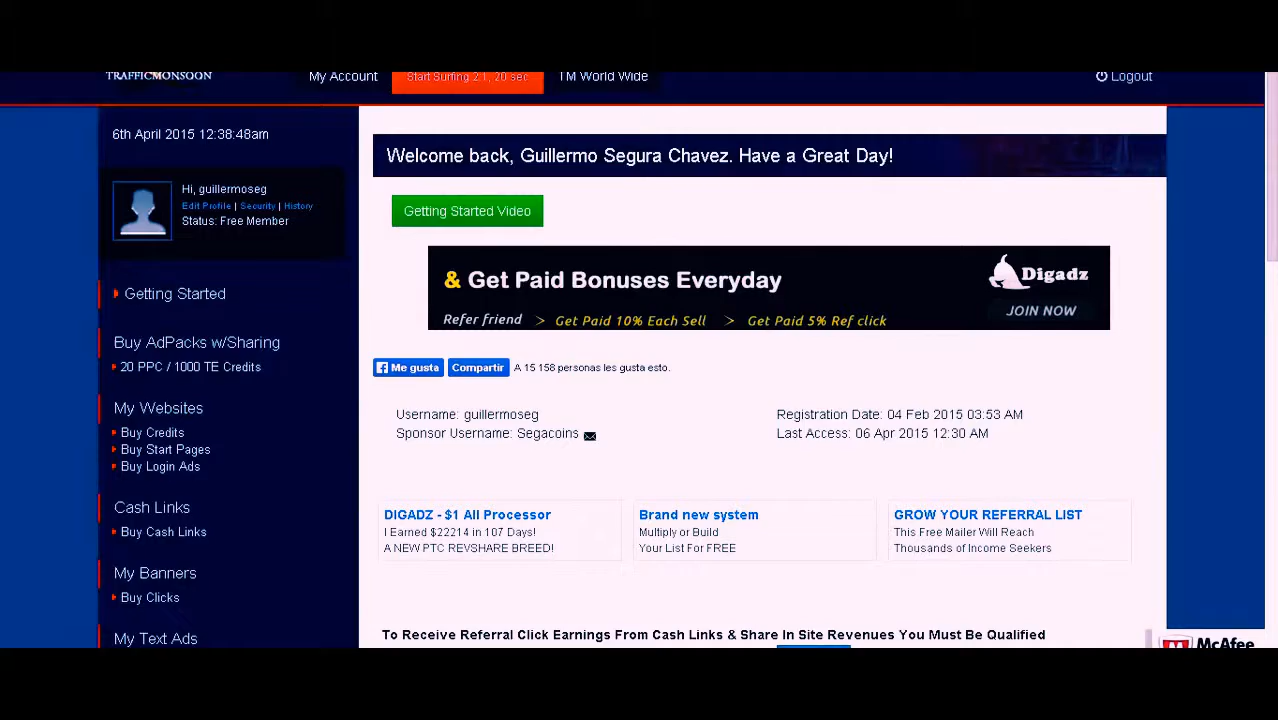 TRAFFICMONSOON
My Account
Start Surfing 2:1, 20 sec
TM World Wide
Logout
6th April 2015 12:38:48am
Hi, guillermoseg
Edit Profile | Security | History
Status: Free Member
Getting Started
Buy AdPacks w/Sharing
20 PPC / 1000 TE Credits
My Websites
Buy Credits
Buy Start Pages
Buy Login Ads
Cash Links
Buy Cash Links
My Banners
Buy Clicks
My Text Ads
Welcome back, Guillermo Segura Chavez. Have a Great Day!
Getting Started Video
& Get Paid Bonuses Everyday
Refer friend > Get Paid 10% Each Sell > Get Paid 5% Ref click
Digadz
JOIN NOW
Me gusta
Compartir
A 15 158 personas les gusta esto.
Username: guillermoseg
Sponsor Username: Segacoins
Registration Date: 04 Feb 2015 03:53 AM
Last Access: 06 Apr 2015 12:30 AM
DIGADZ - $1 All Processor
I Earned $22214 in 107 Days!
A NEW PTC REVSHARE BREED!
Brand new system
Multiply or Build
Your List For FREE
GROW YOUR REFERRAL LIST
This Free Mailer Will Reach
Thousands of Income Seekers
To Receive Referral Click Earnings From Cash Links & Share In Site Revenues You Must Be Qualified
McAfee